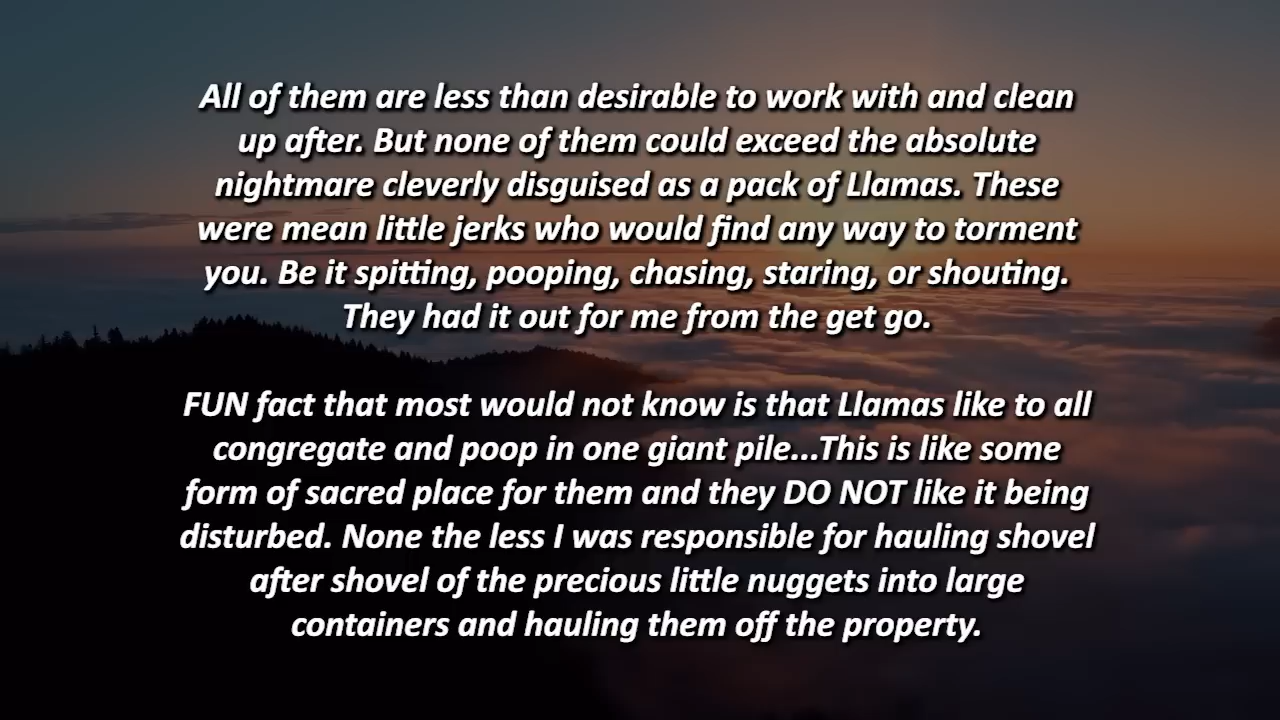 All of them are less than desirable to work with and clean
up after. But none of them could exceed the absolute
nightmare cleverly disguised as a pack of Llamas. These
were mean little jerks who would find any way to torment
you. Be it spitting, pooping, chasing, staring, or shouting.
They had it out for me from the get go.
FUN fact that most would not know is that Llamas like to all
congregate and poop in one giant pile...This is like some
form of sacred place for them and they DO NOT like it being
disturbed. None the less I was responsible for hauling shovel
after shovel of the precious little nuggets into large
containers and hauling them off the property.